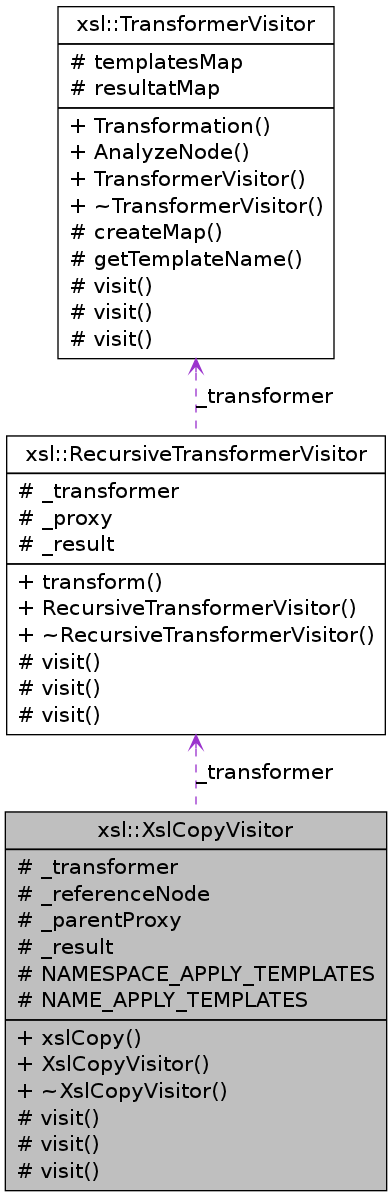 xsl::TransformerVisitor
# templatesMap
# resultatMap
+ Transformation()
+ AnalyzeNode()
+ TransformerVisitor()
+ ~TransformerVisitor()
# createMap()
# getTemplateName()
# visit()
# visit()
# visit()
_transformer
xsl::RecursiveTransformerVisitor
# _transformer
# _proxy
# _result
+ transform()
+ RecursiveTransformerVisitor()
+ ~RecursiveTransformerVisitor()
# visit()
# visit()
# visit()
_transformer
xsl::XslCopyVisitor
# _transformer
# _referenceNode
# _parentProxy
# _result
# NAMESPACE_APPLY_TEMPLATES
# NAME_APPLY_TEMPLATES
+ xslCopy()
+ XslCopyVisitor()
+ ~XslCopyVisitor()
# visit()
# visit()
# visit()